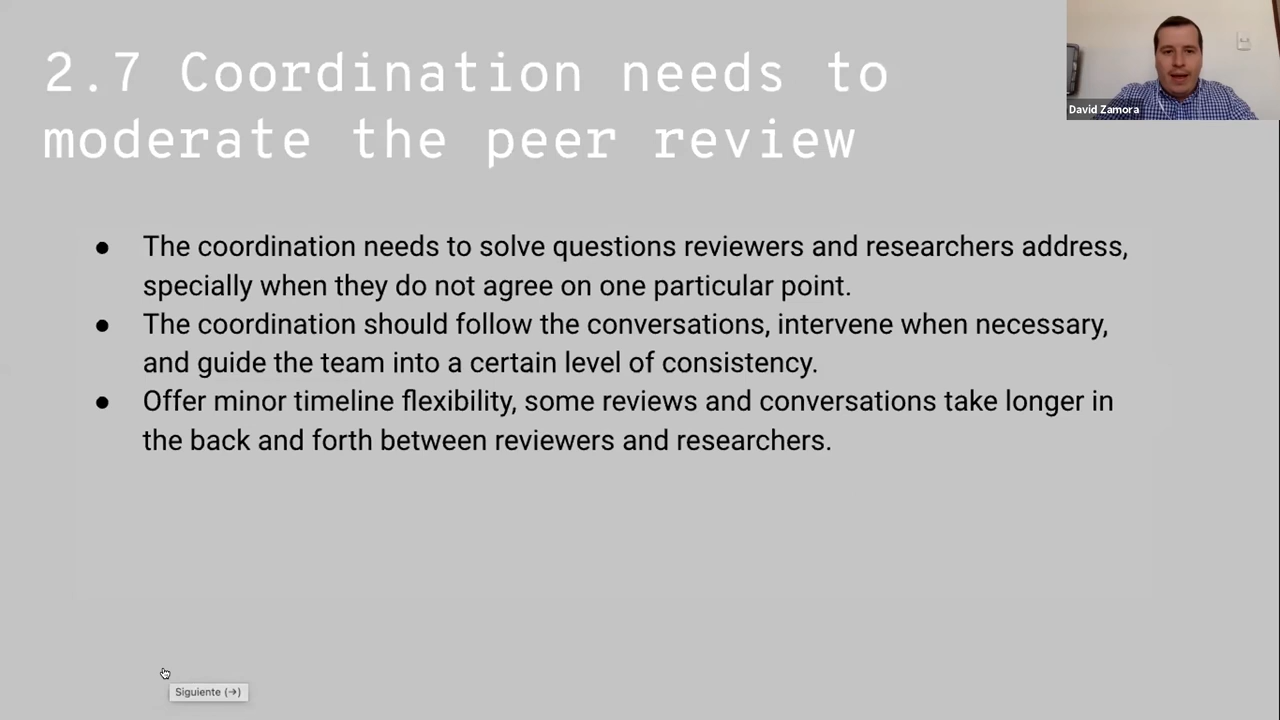 2.7 Coordination needs to
moderate the peer review
David Zamora
● The coordination needs to solve questions reviewers and researchers address,
specially when they do not agree on one particular point.
● The coordination should follow the conversations, intervene when necessary,
and guide the team into a certain level of consistency.
● Offer minor timeline flexibility, some reviews and conversations take longer in
the back and forth between reviewers and researchers.
Siguiente (→)